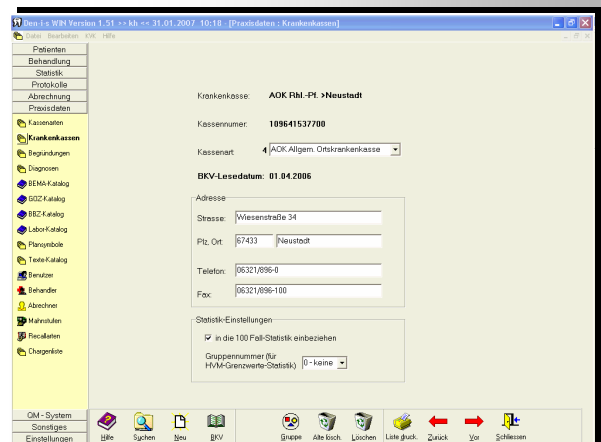 Den-i-s WIN Version 1.51 >> kh << 31.01.2007 10:18 - [Praxisdaten : Krankenkassen]
Datei Bearbeiten KVK Hilfe
Patienten
Behandlung
Statistik
Protokolle
Abrechnung
Praxisdaten
Kassenarten
Krankenkassen
Begründungen
Diagnosen
BEMA-Katalog
GOZ-Katalog
BBZ-Katalog
Labor-Katalog
Plansymbole
Texte-Katalog
Benutzer
Behandler
Abrechner
Mahnstufen
Recallarten
Chargenliste
QM - System
Sonstiges
Einstellungen
Krankenkasse: AOK Rhl.-Pf. >Neustadt
Kassennumer: 109641537700
Kassenart 4 AOK Allgem. Ortskrankenkasse
BKV-Lesedatum: 01.04.2006
Adresse
Strasse: Wiesenstraße 34
Plz, Ort: 67433 Neustadt
Telefon: 06321/896-0
Fax: 06321/896-100
Statistik-Einstellungen
in die 100 Fall-Statistik einbeziehen
Gruppennummer (für
HVM-Grenzwerte-Statistik) 0 - keine
Hilfe Suchen Neu BKV Gruppe Alte lösch. Löschen Liste druck. Zurück Vor Schliessen